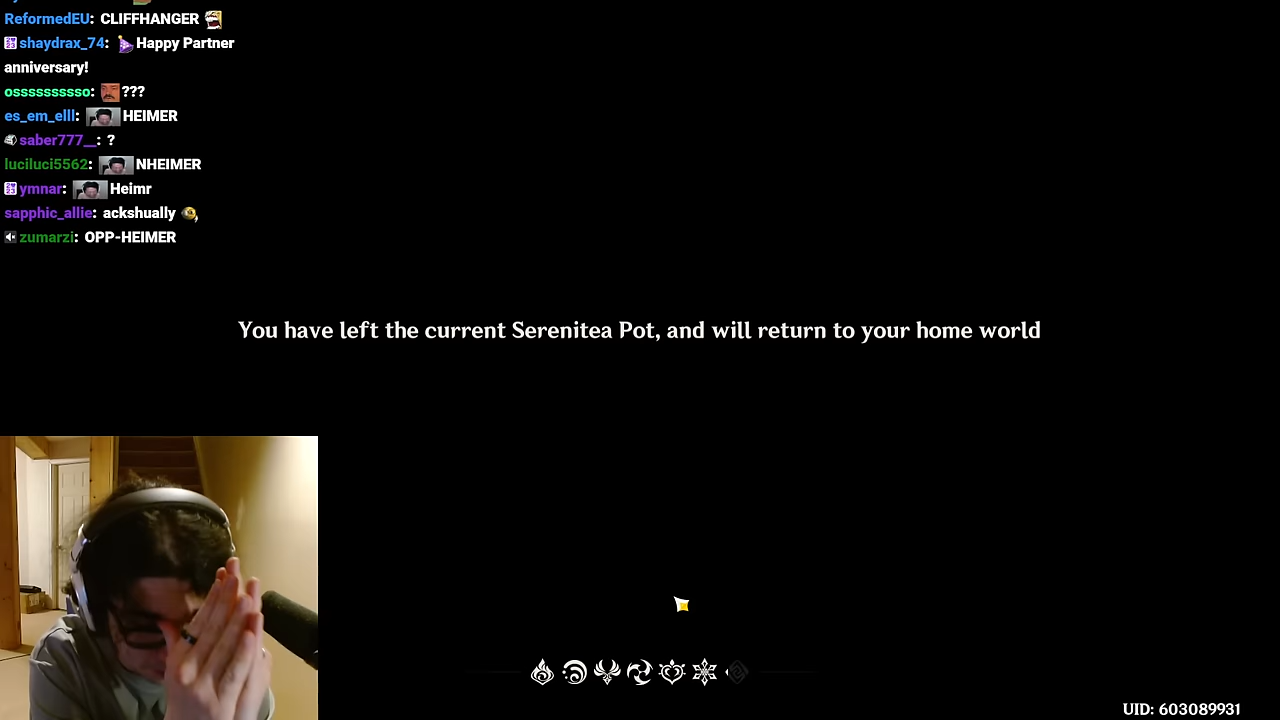 ReformedEU: CLIFFHANGER
shaydrax_74: Happy Partner
anniversary!
ossssssssso: ???
es_em_elll: HEIMER
saber777__: ?
luciluci5562: NHEIMER
ymnar: Heimr
sapphic_allie: ackshually
zumarzi: OPP-HEIMER
You have left the current Serenitea Pot, and will return to your home world
UID: 603089931